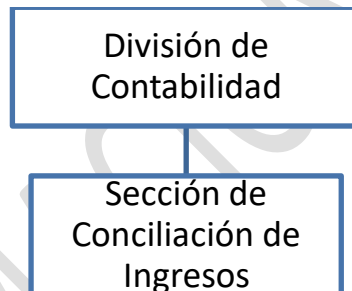 División de
Contabilidad
Sección de
Conciliación de
Ingresos